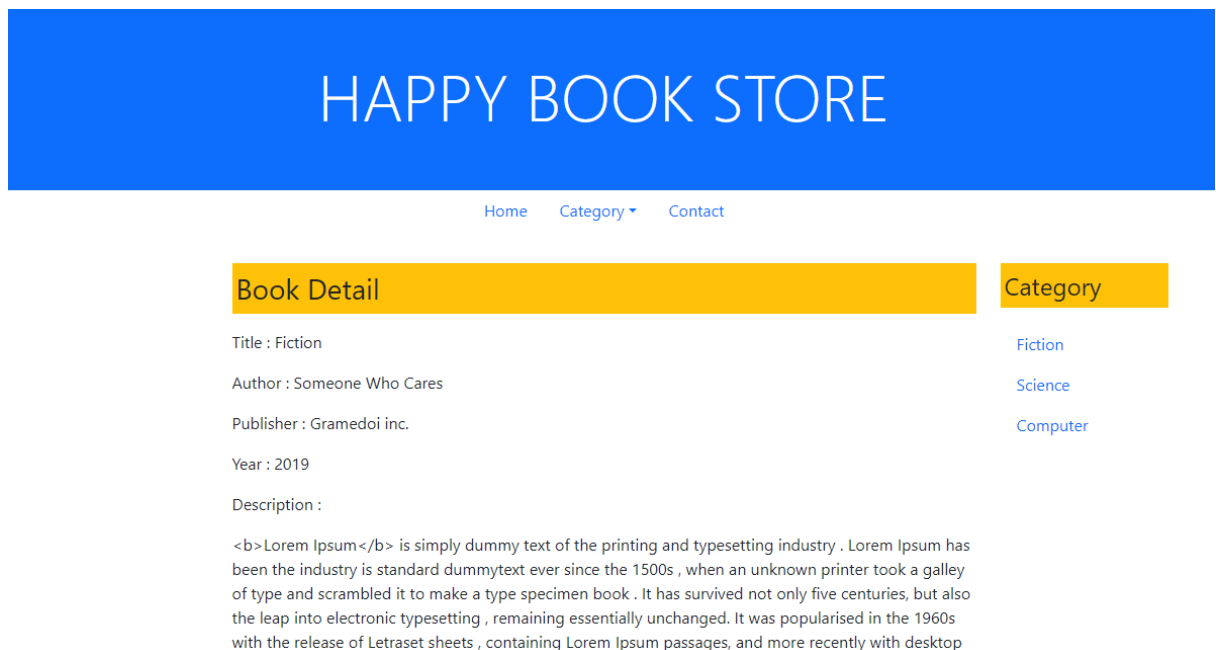 HAPPY BOOK STORE
Home Category Contact
Book Detail
Title : Fiction
Author : Someone Who Cares
Publisher : Gramedoi inc.
Year : 2019
Description :
<b>Lorem Ipsum</b> is simply dummy text of the printing and typesetting industry . Lorem Ipsum has
been the industry is standard dummytext ever since the 1500s , when an unknown printer took a galley
of type and scrambled it to make a type specimen book . It has survived not only five centuries, but also
the leap into electronic typesetting , remaining essentially unchanged. It was popularised in the 1960s
with the release of Letraset sheets , containing Lorem Ipsum passages, and more recently with desktop
Category
Fiction
Science
Computer